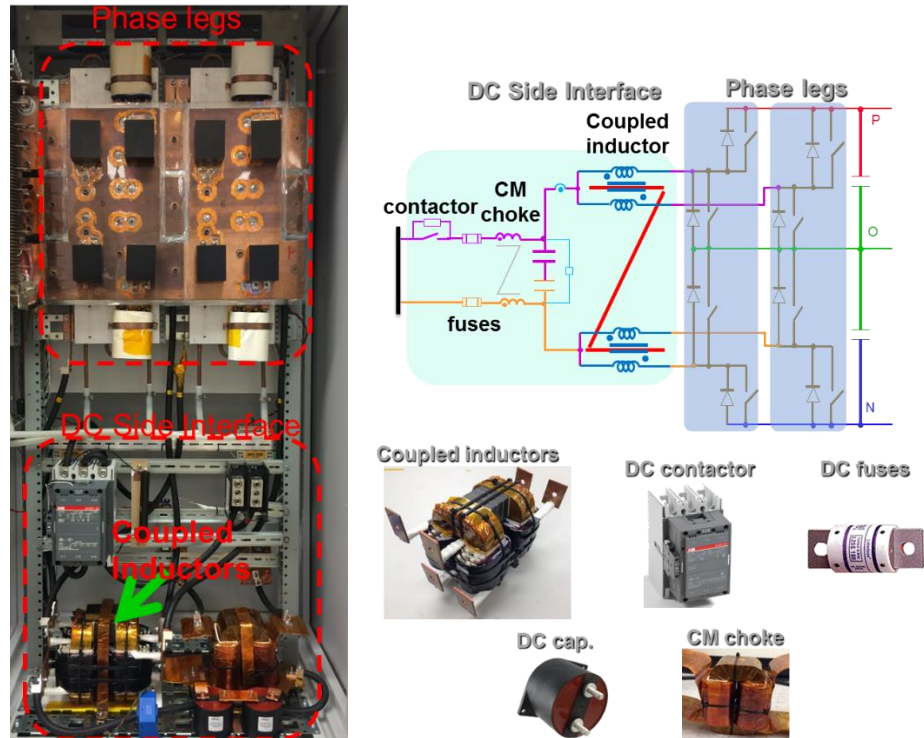 Phase legs
DC Side Interface
Coupled
Inductors
DC Side Interface
Phase legs
Coupled
inductor
CM
choke
contactor
fuses
P
O
N
Coupled inductors
DC contactor
DC fuses
DC cap.
CM choke
ABB